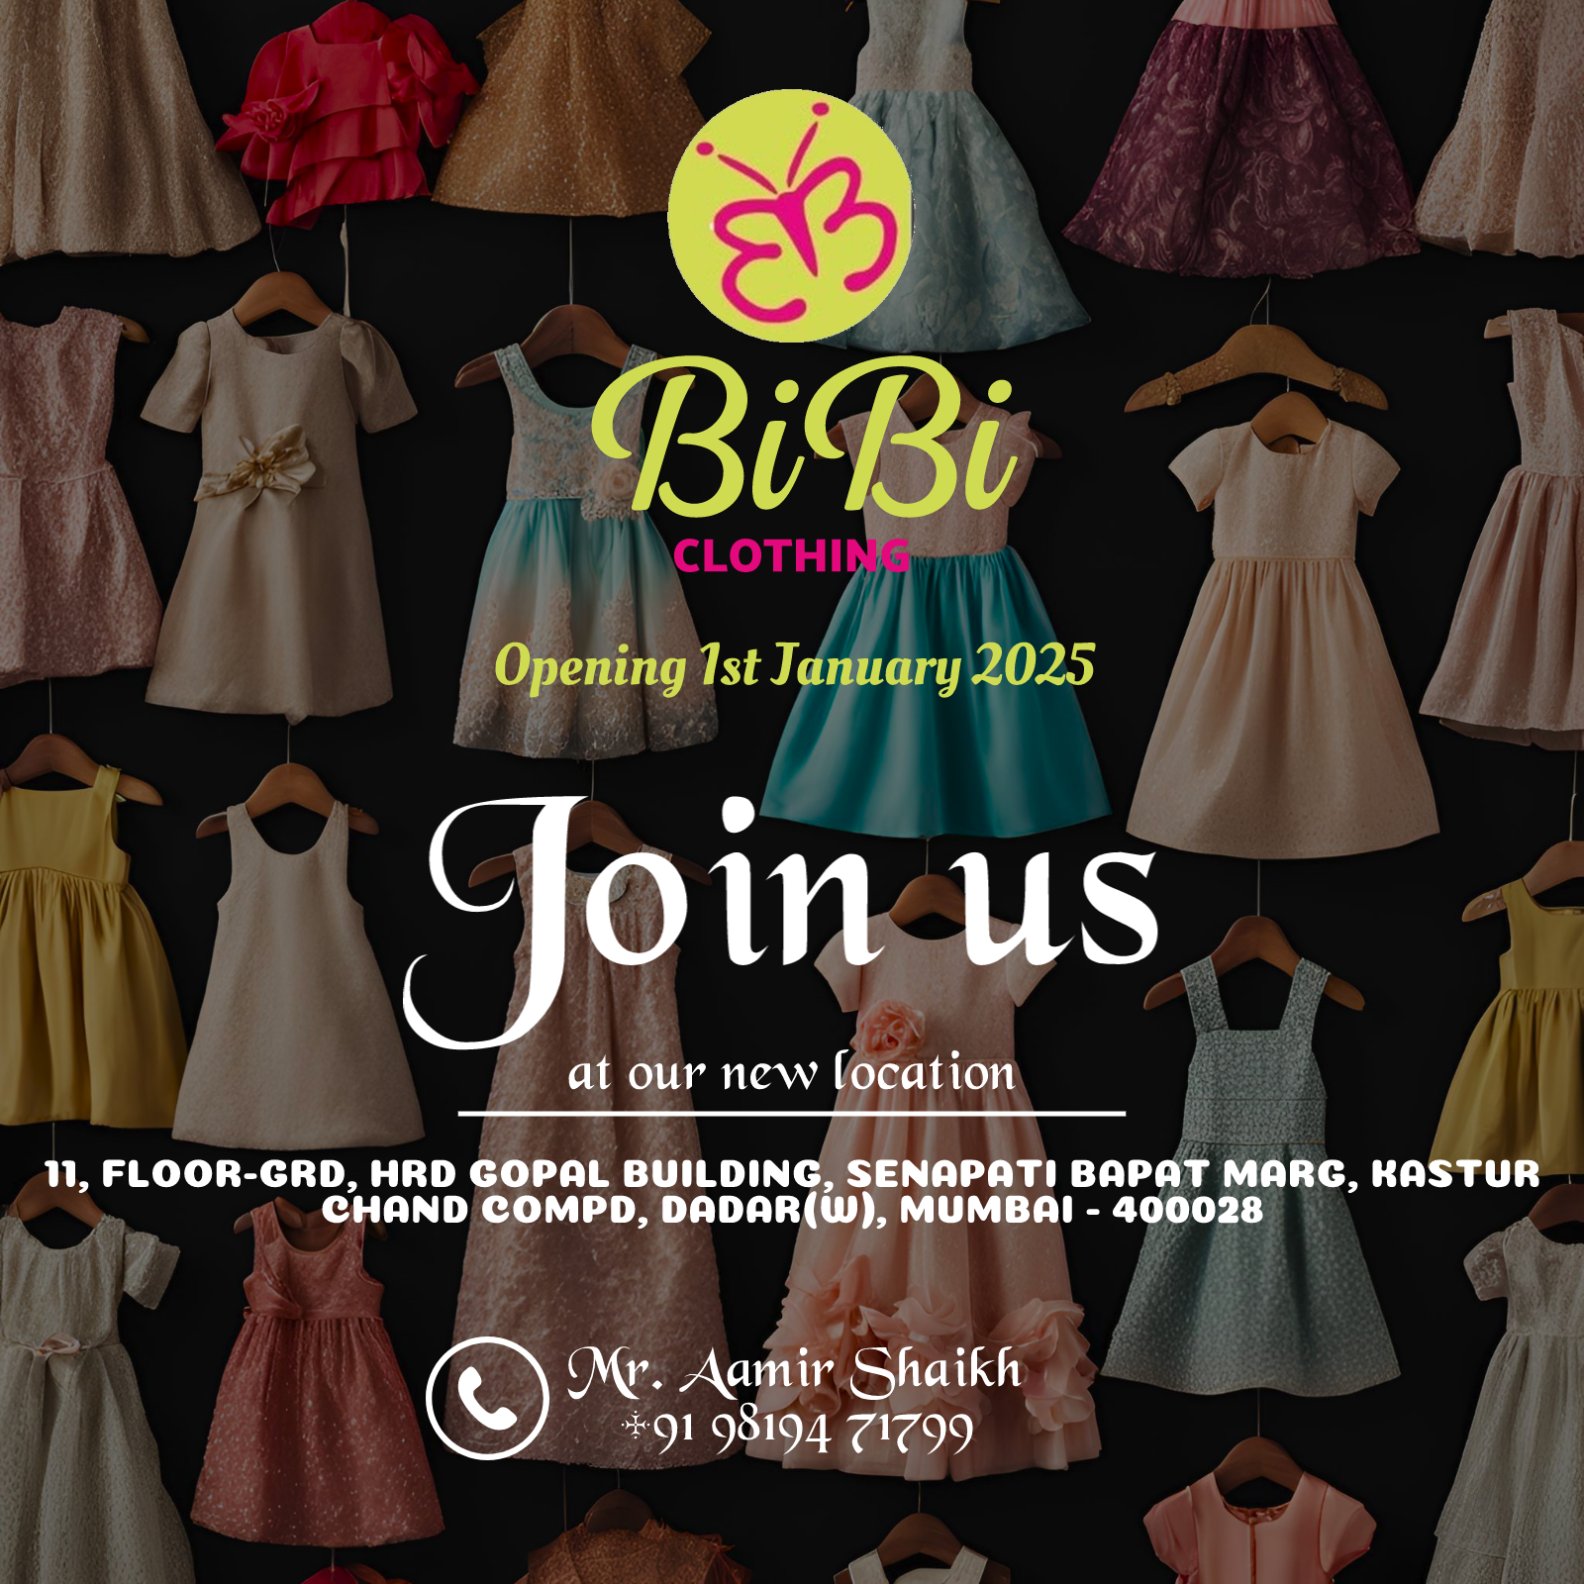 BiBi
CLOTHING
Opening 1st January 2025
Join us
at our new location
11, FLOOR-GRD, HRD GOPAL BUILDING, SENAPATI BAPAT MARG, KASTUR
CHAND COMPD, DADAR(W), MUMBAI - 400028
Mr. Aamir Shaikh
+91 98194 71799